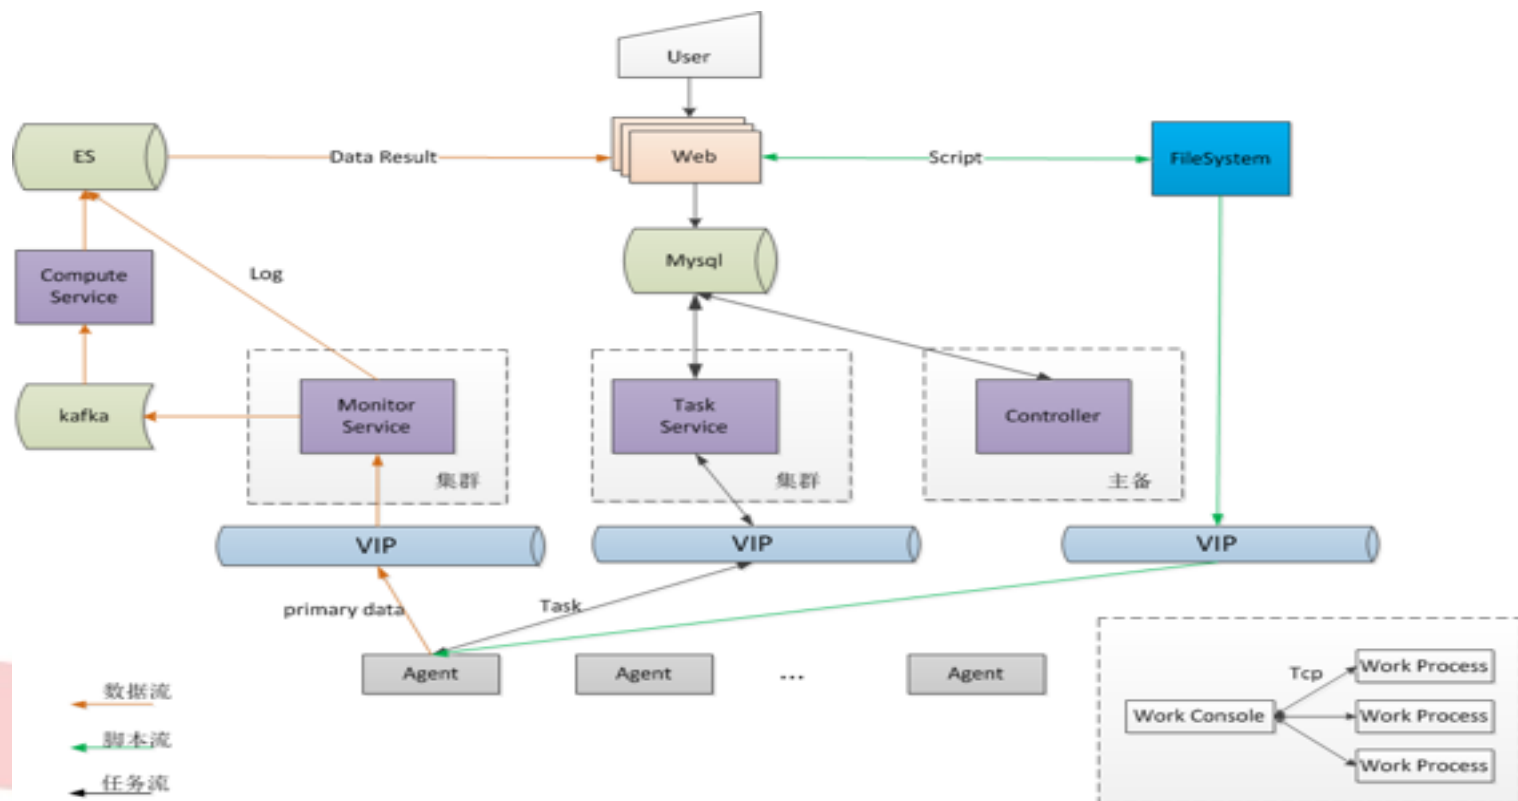 User
ES
Data Result
Web
Script
FileSystem
Mysql
Compute
Service
Log
kafka
Monitor
Service
集群
Task
Service
集群
Controller
主备
VIP
VIP
VIP
primary data
Task
Agent
Agent
...
Agent
数据流
脚本流
任务流
Tcp
Work Console
Work Process
Work Process
Work Process